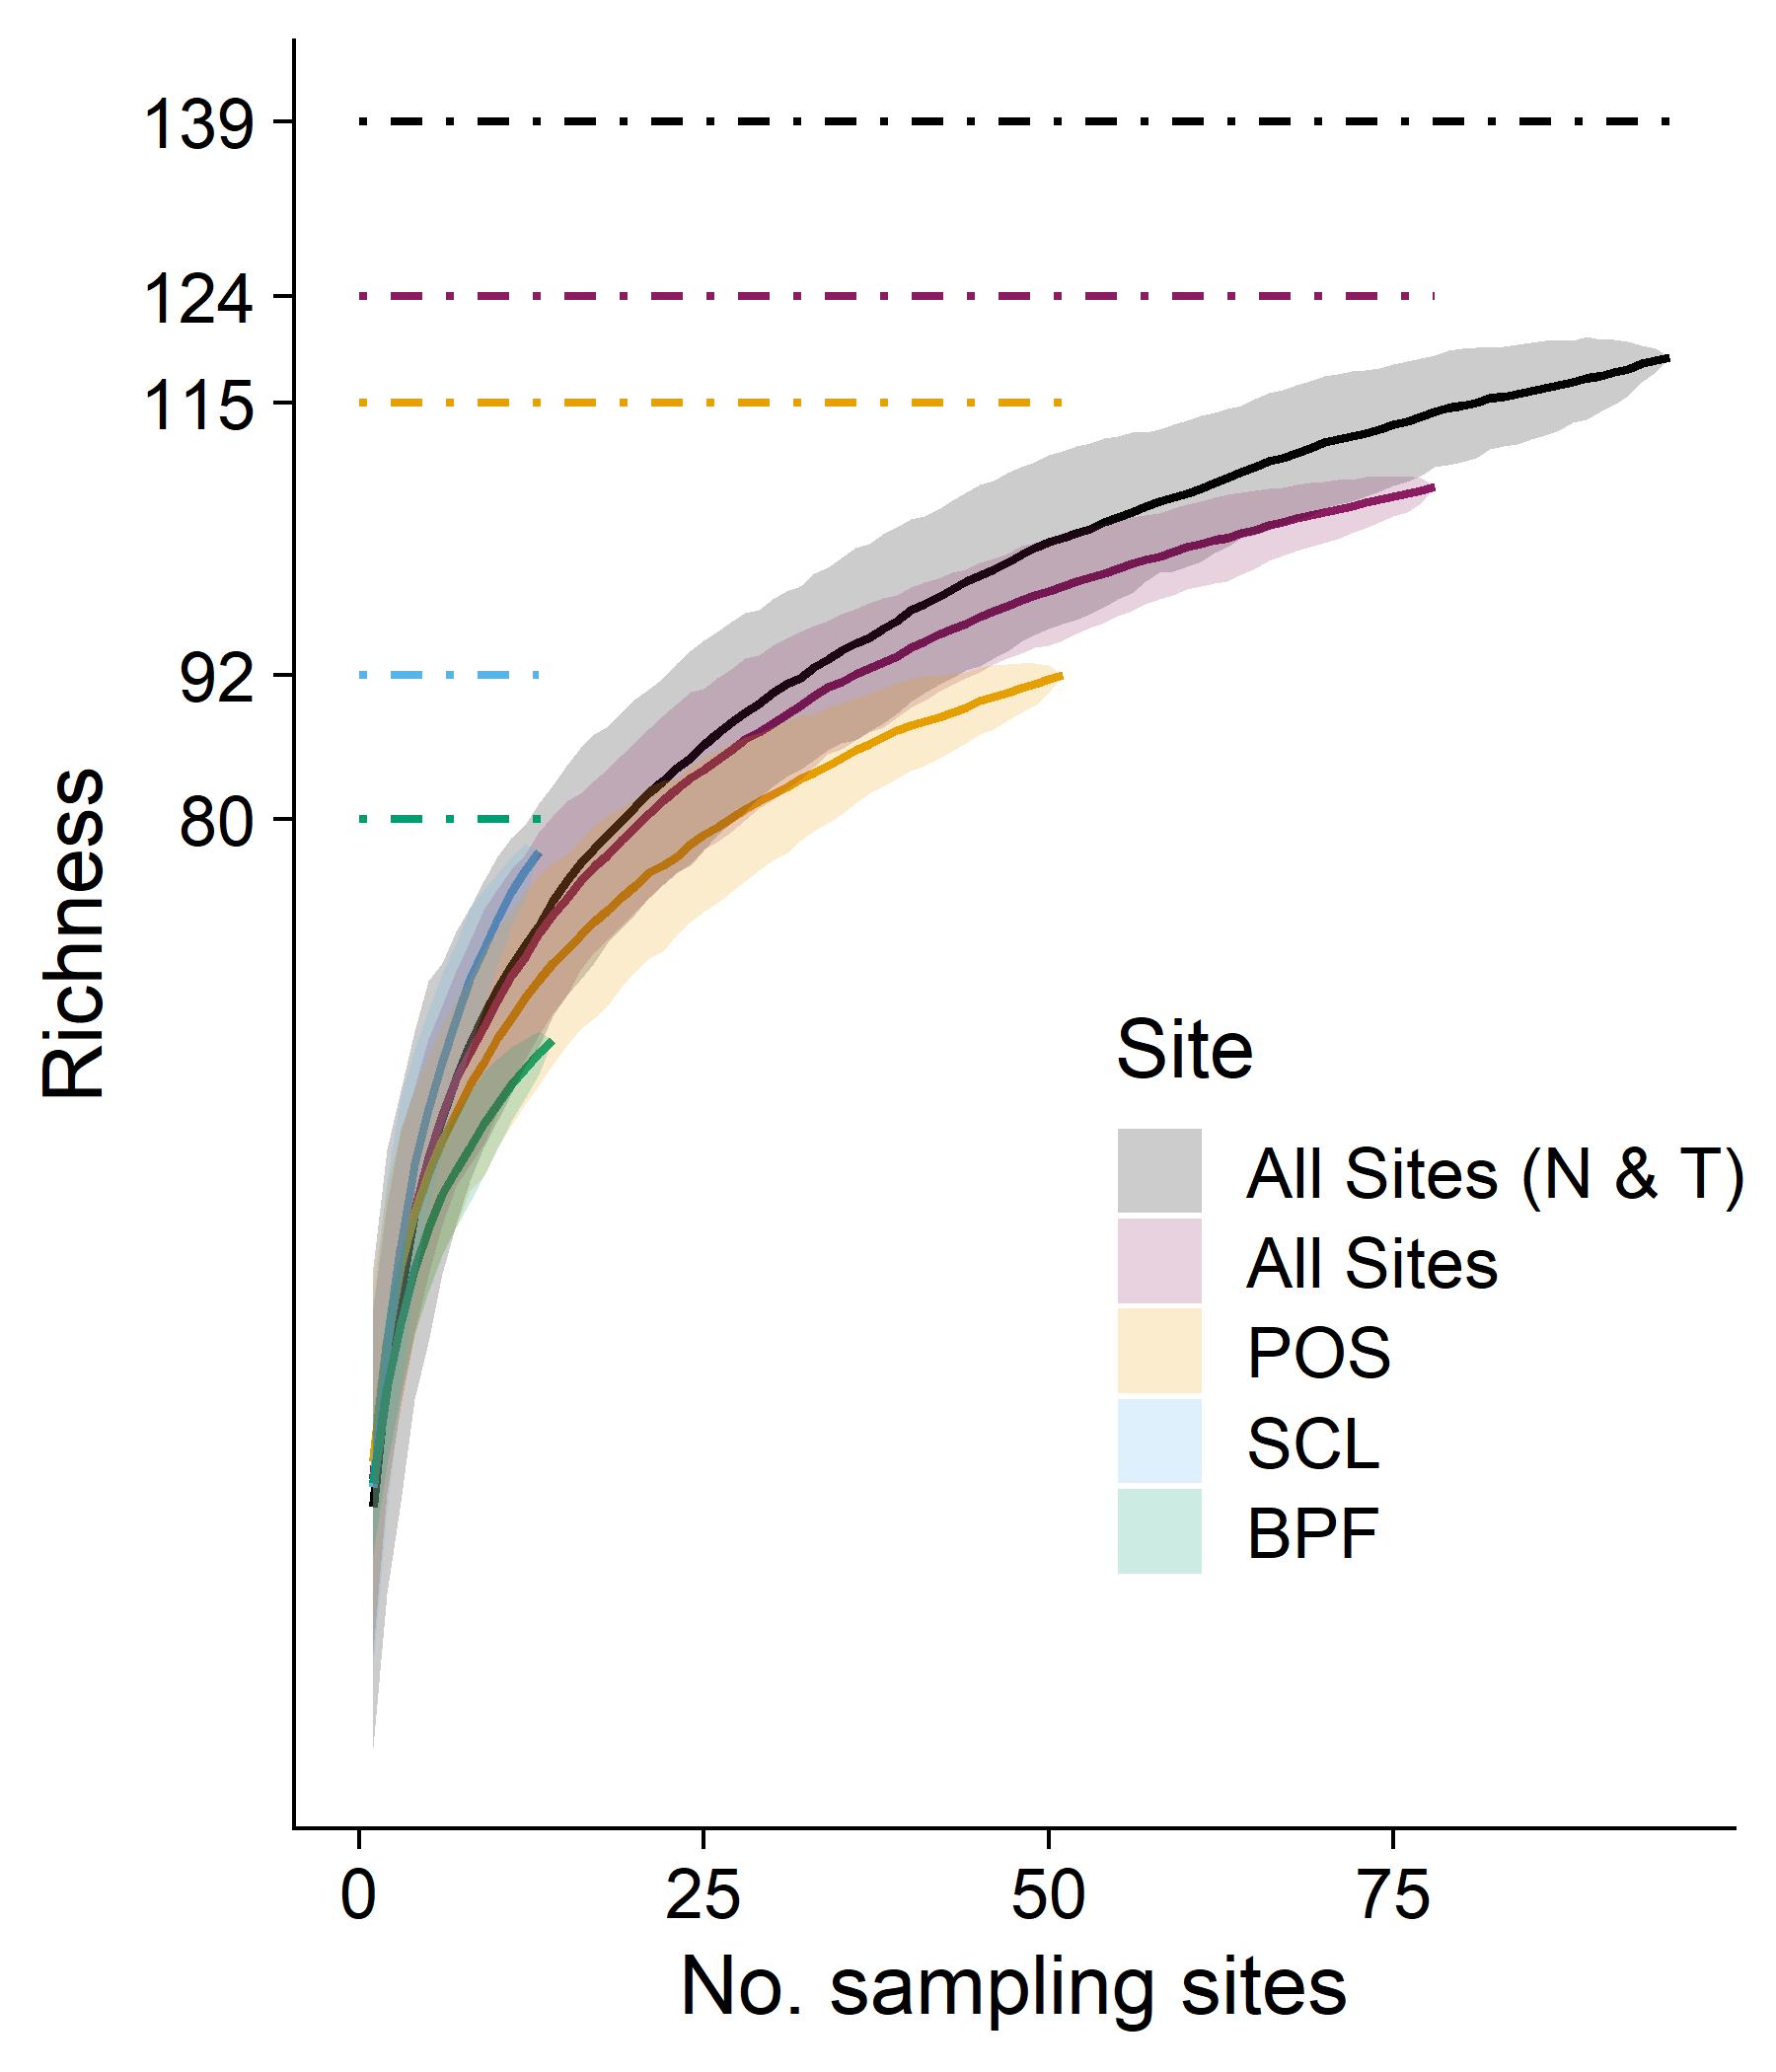 139
124
115
92
80
Richness
Site
All Sites (N & T)
All Sites
POS
SCL
BPF
0 25 50 75
No. sampling sites